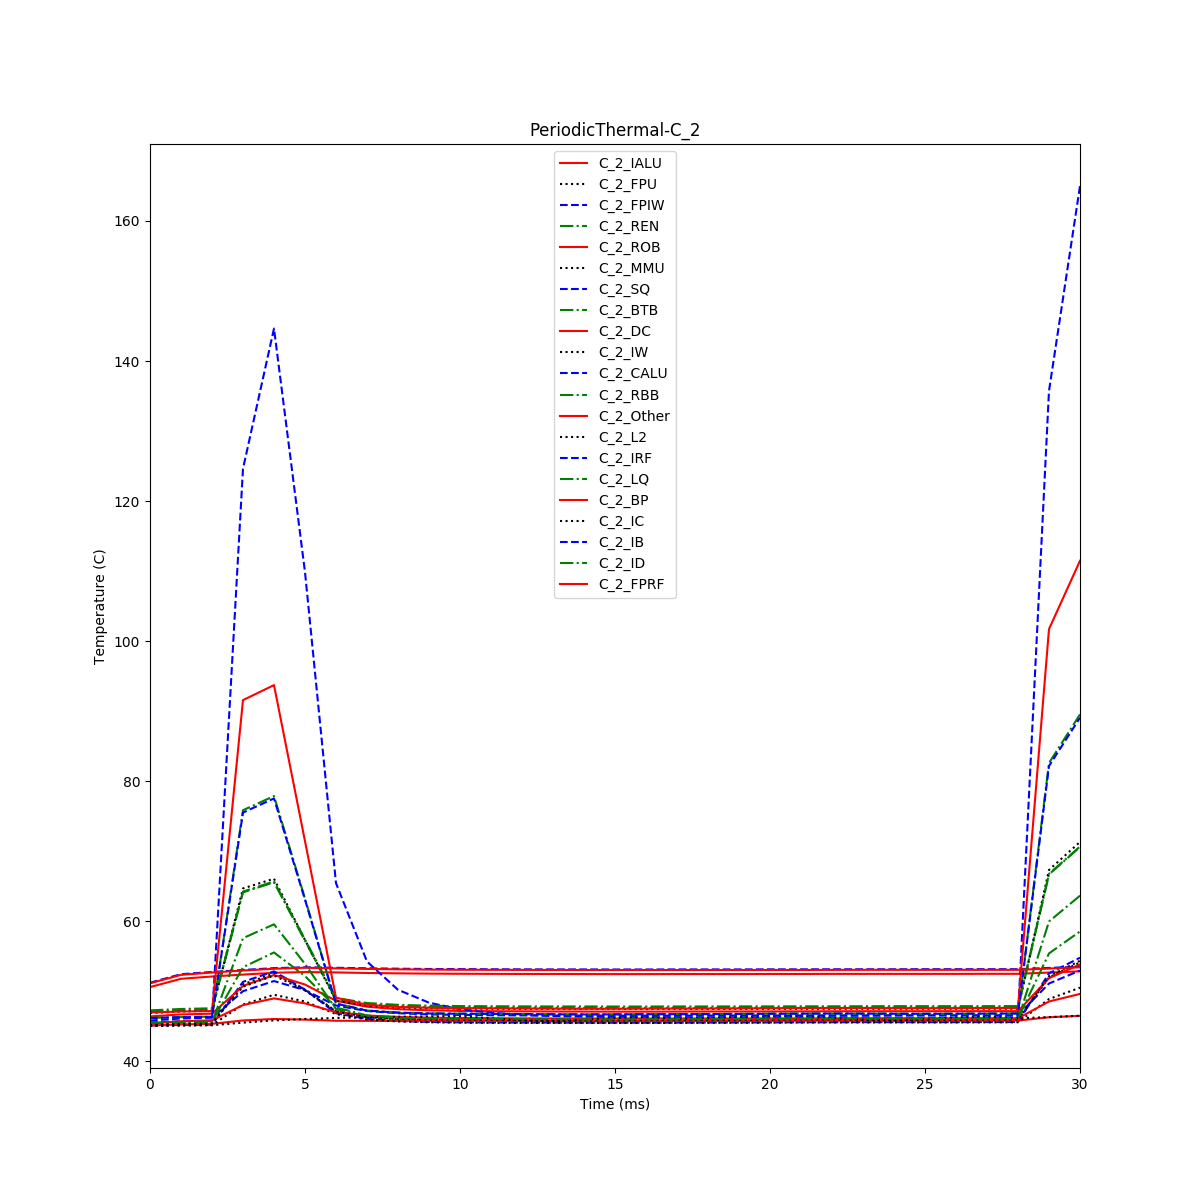 PeriodicThermal-C_2
C_2_IALU
C_2_FPU
C_2_FPIW
C_2_REN
C_2_ROB
C_2_MMU
C_2_SQ
C_2_BTB
C_2_DC
C_2_IW
C_2_CALU
C_2_RBB
C_2_Other
C_2_L2
C_2_IRF
C_2_LQ
C_2_BP
C_2_IC
C_2_IB
C_2_ID
C_2_FPRF
160
140
120
100
80
60
40
Temperature (C)
0 5 10 15 20 25 30
Time (ms)